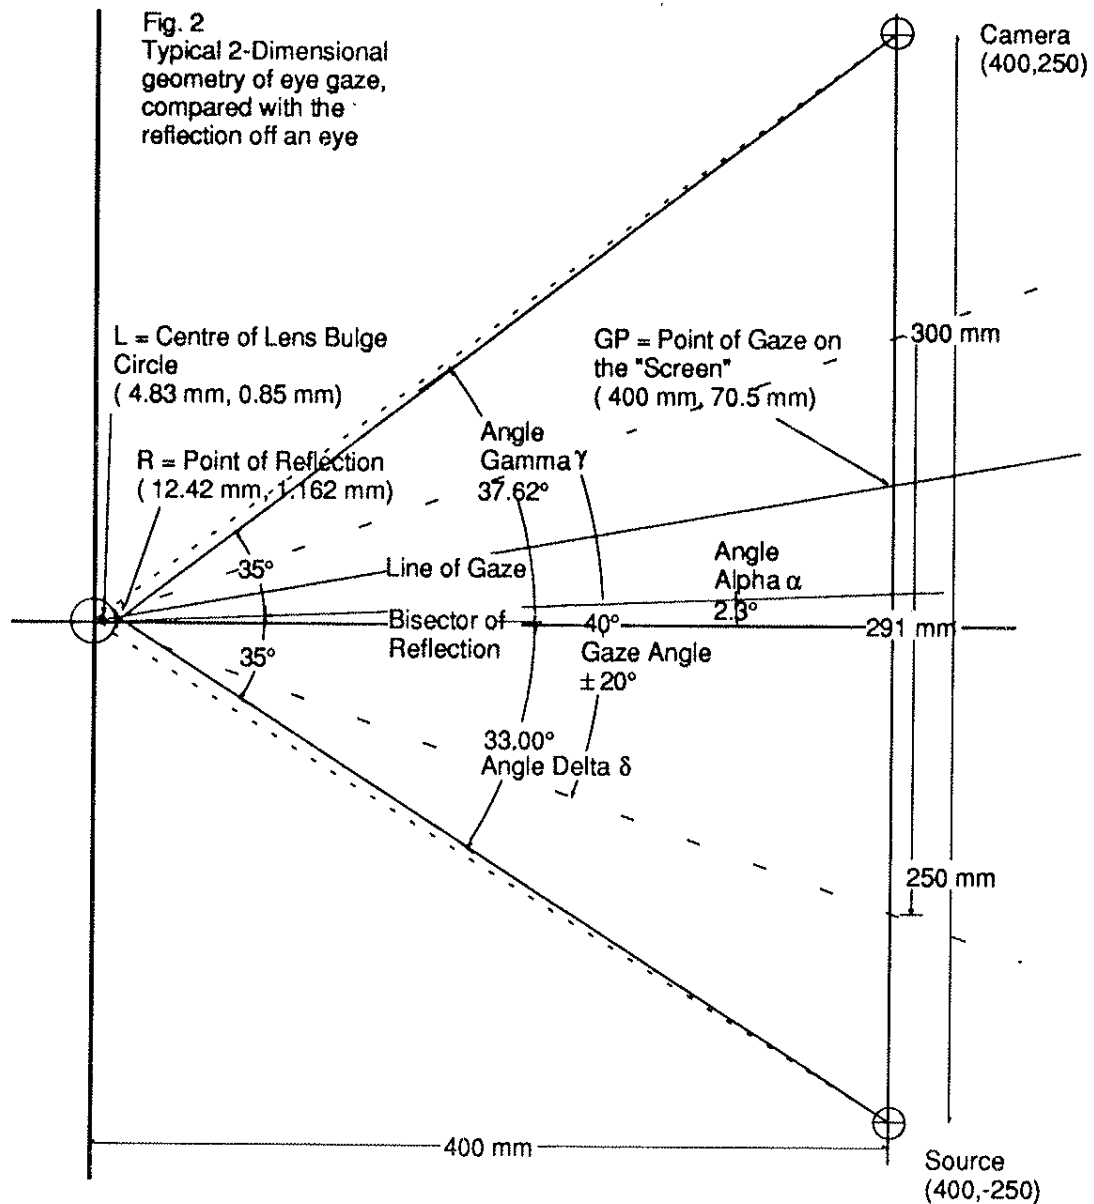 Fig. 2
Typical 2-Dimensional
geometry of eye gaze,
compared with the
reflection off an eye
Camera
(400,250)
L = Centre of Lens Bulge
Circle
( 4.83 mm, 0.85 mm)
GP = Point of Gaze on
the "Screen"
( 400 mm, 70.5 mm)
300 mm
R = Point of Reflection
( 12.42 mm, 1.162 mm)
Angle
Gamma γ
37.62°
35°
Line of Gaze
Angle
Alpha α
2.3°
Bisector of
Reflection
40°
291 mm
35°
Gaze Angle
± 20°
33.00°
Angle Delta δ
250 mm
400 mm
Source
(400,-250)